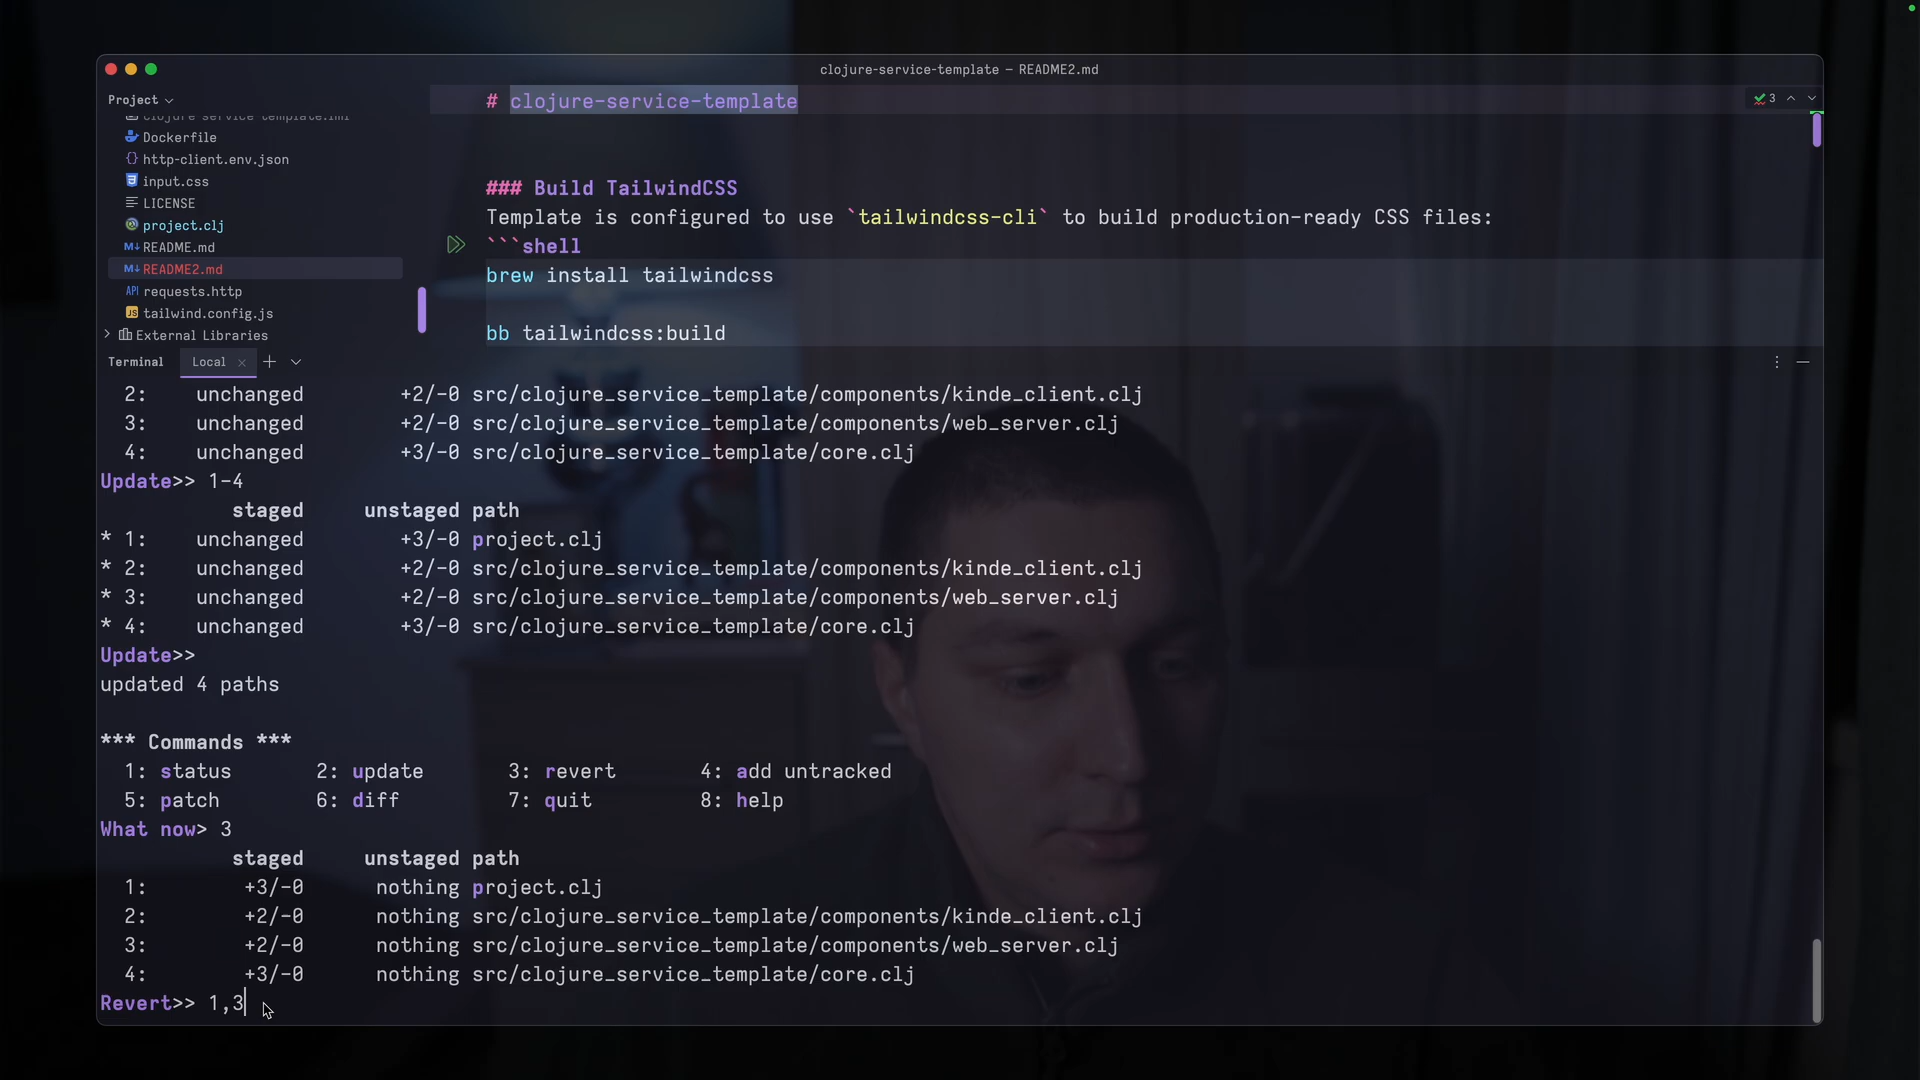 clojure-service-template – README2.md
Project
clojure-service-template.iml
Dockerfile
http-client.env.json
input.css
LICENSE
project.clj
README.md
README2.md
requests.http
tailwind.config.js
External Libraries
# clojure-service-template
3
### Build TailwindCSS
Template is configured to use `tailwindcss-cli` to build production-ready CSS files:
```shell
brew install tailwindcss
bb tailwindcss:build
Terminal Local
2: unchanged +2/-0 src/clojure_service_template/components/kinde_client.clj
3: unchanged +2/-0 src/clojure_service_template/components/web_server.clj
4: unchanged +3/-0 src/clojure_service_template/core.clj
Update>> 1-4
staged unstaged path
* 1: unchanged +3/-0 project.clj
* 2: unchanged +2/-0 src/clojure_service_template/components/kinde_client.clj
* 3: unchanged +2/-0 src/clojure_service_template/components/web_server.clj
* 4: unchanged +3/-0 src/clojure_service_template/core.clj
Update>>
updated 4 paths
*** Commands ***
1: status 2: update 3: revert 4: add untracked
5: patch 6: diff 7: quit 8: help
What now> 3
staged unstaged path
1: +3/-0 nothing project.clj
2: +2/-0 nothing src/clojure_service_template/components/kinde_client.clj
3: +2/-0 nothing src/clojure_service_template/components/web_server.clj
4: +3/-0 nothing src/clojure_service_template/core.clj
Revert>> 1,3